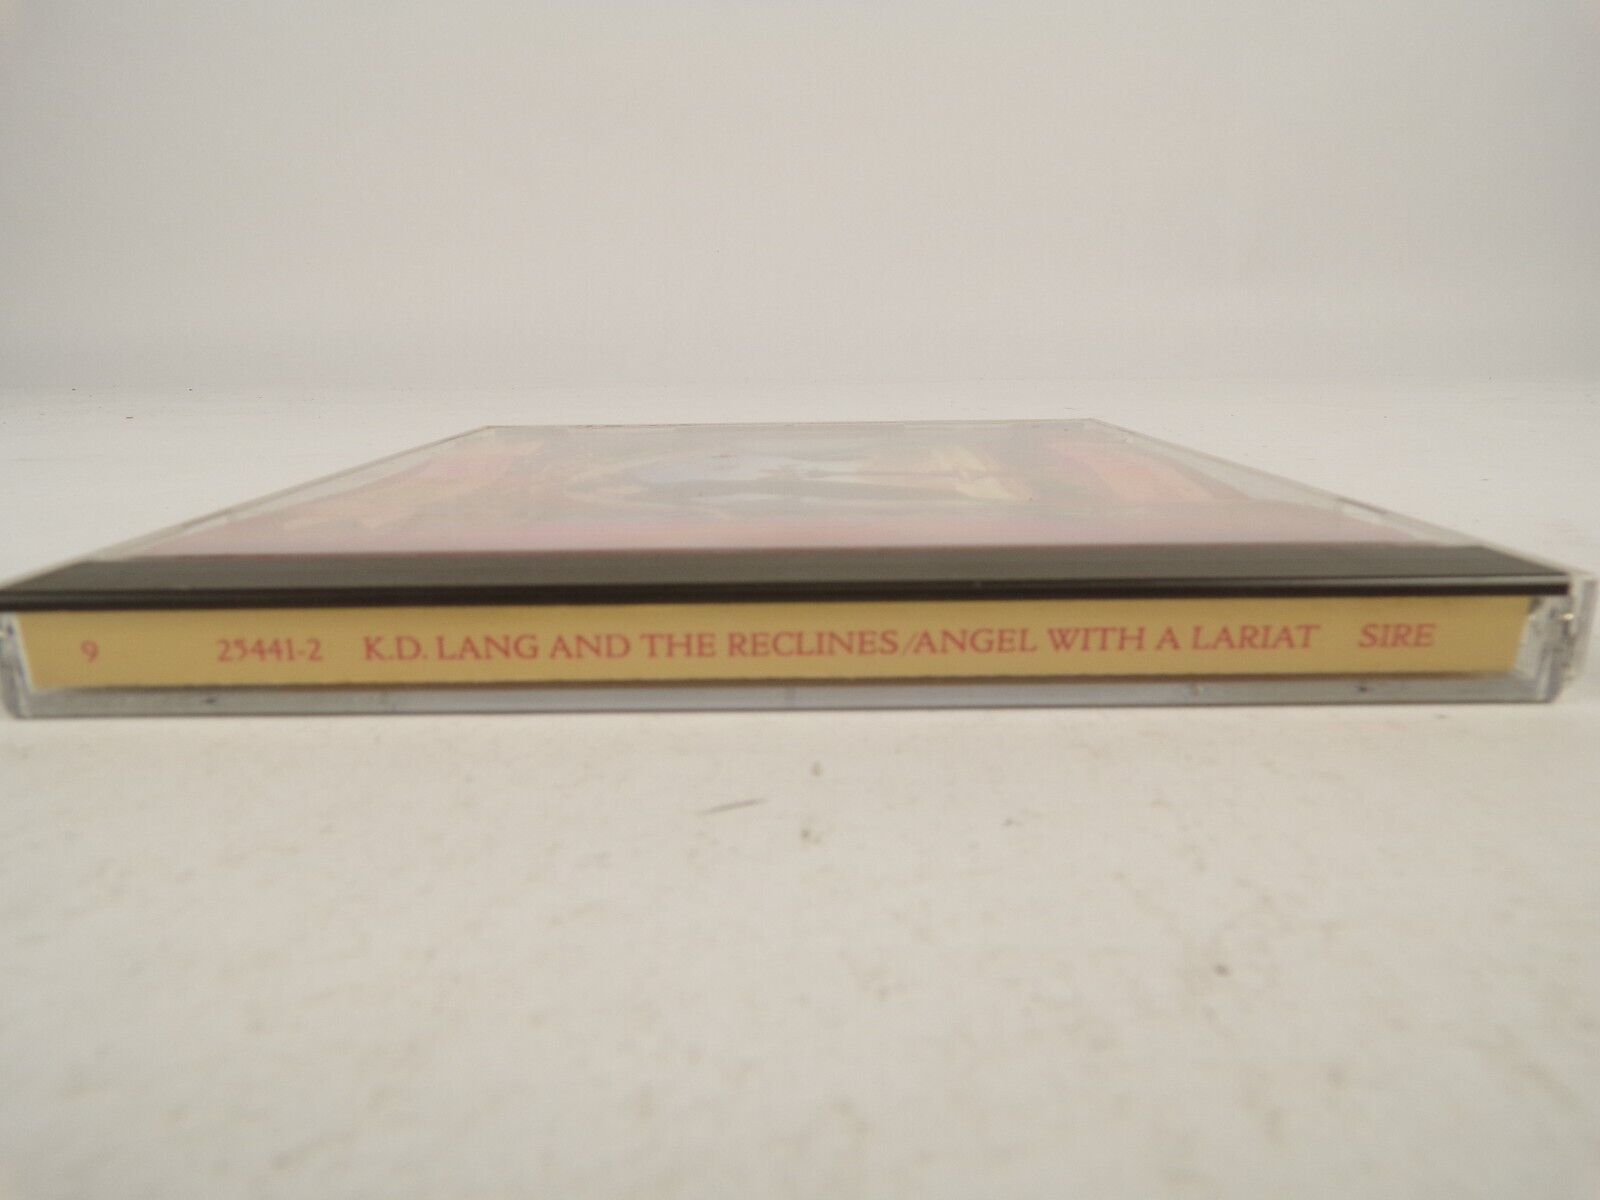 9 25441-2 K.D. LANG AND THE RECLINES/ANGEL WITH A LARIAT SIRE